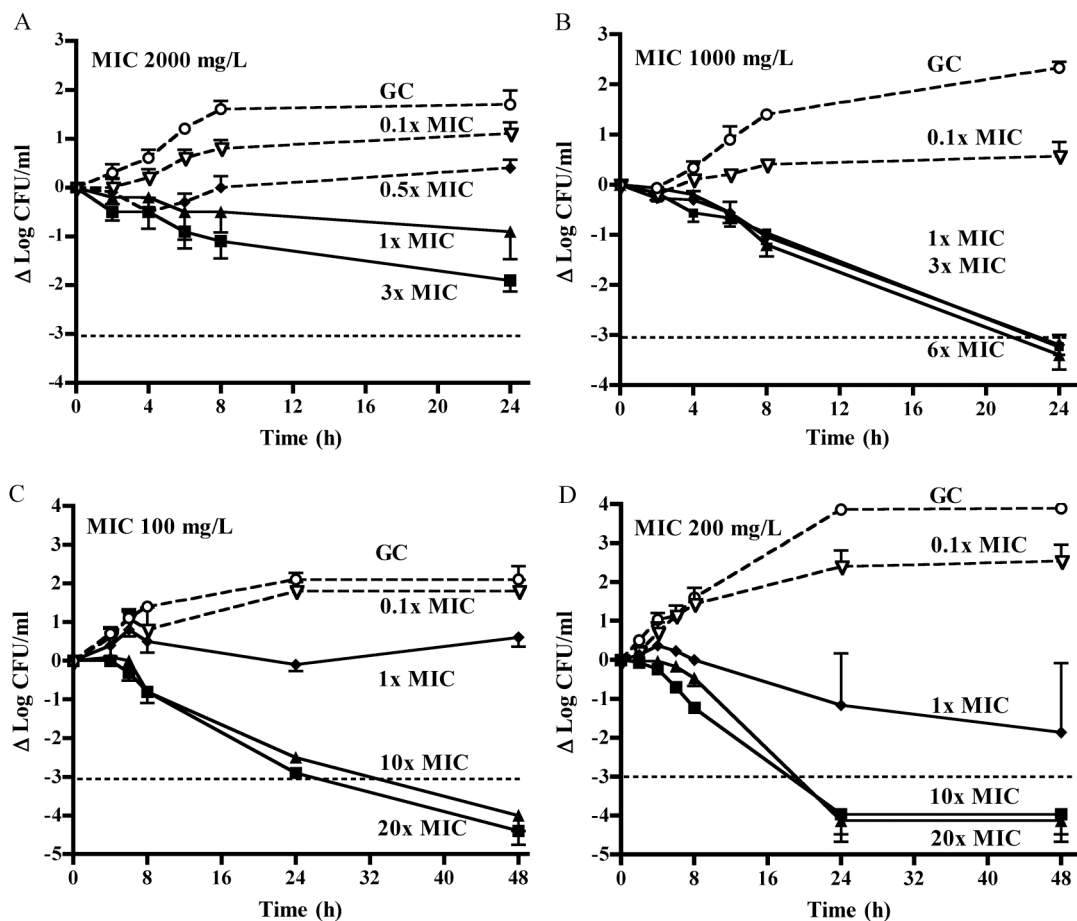 A
MIC 2000 mg/L
3
2
1
0
-1
-2
-3
-4
Δ Log CFU/ml
GC
0.1x MIC
0.5x MIC
1x MIC
3x MIC
0 4 8 12 16 20 24
Time (h)
B
MIC 1000 mg/L
3
2
1
0
-1
-2
-3
-4
Δ Log CFU/ml
GC
0.1x MIC
1x MIC
3x MIC
6x MIC
0 4 8 12 16 20 24
Time (h)
C
MIC 100 mg/L
4
3
2
1
0
-1
-2
-3
-4
-5
Δ Log CFU/ml
GC
0.1x MIC
1x MIC
10x MIC
20x MIC
0 8 16 24 32 40 48
Time (h)
D
MIC 200 mg/L
4
3
2
1
0
-1
-2
-3
-4
-5
Δ Log CFU/ml
GC
0.1x MIC
1x MIC
10x MIC
20x MIC
0 8 16 24 32 40 48
Time (h)